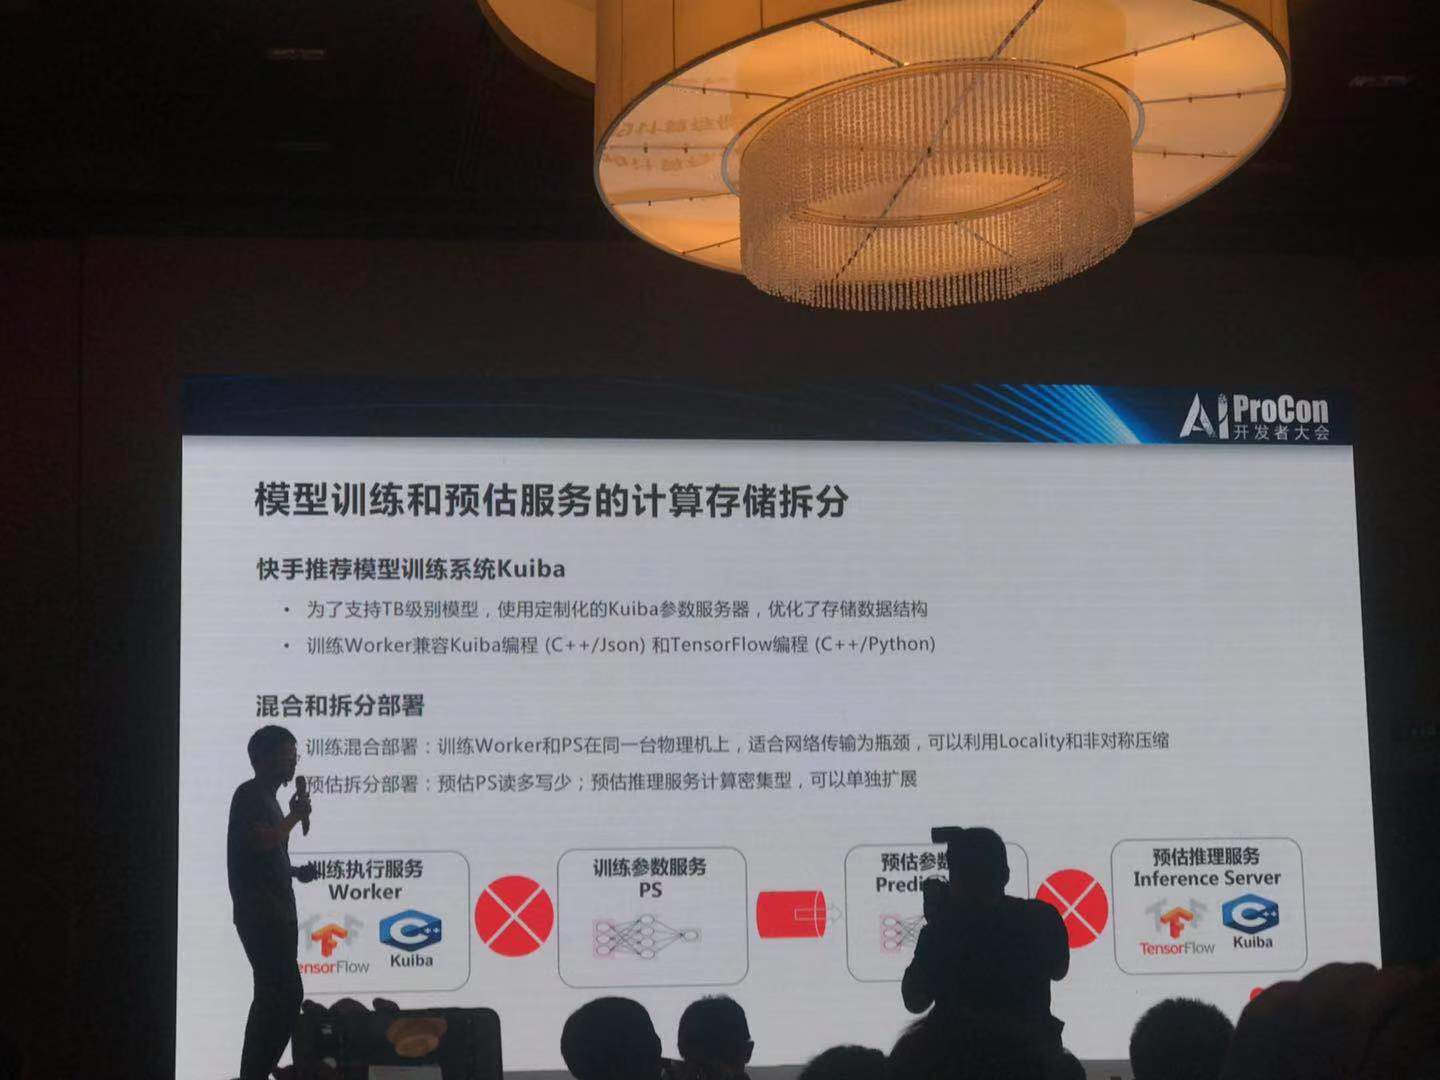 AI ProCon
开发者大会
模型训练和预估服务的计算存储拆分
快手推荐模型训练系统Kuiba
• 为了支持TB级别模型，使用定制化的Kuiba参数服务器，优化了存储数据结构
• 训练Worker兼容Kuiba编程 (C++/Json) 和TensorFlow编程 (C++/Python)
混合和拆分部署
训练混合部署：训练Worker和PS在同一台物理机上，适合网络传输为瓶颈，可以利用Locality和非对称压缩
预估拆分部署：预估PS读多写少；预估推理服务计算密集型，可以单独扩展
训练执行服务
Worker
TensorFlow
C++
Kuiba
训练参数服务
PS
预估参数
Predi
预估推理服务
Inference Server
TensorFlow
C++
Kuiba